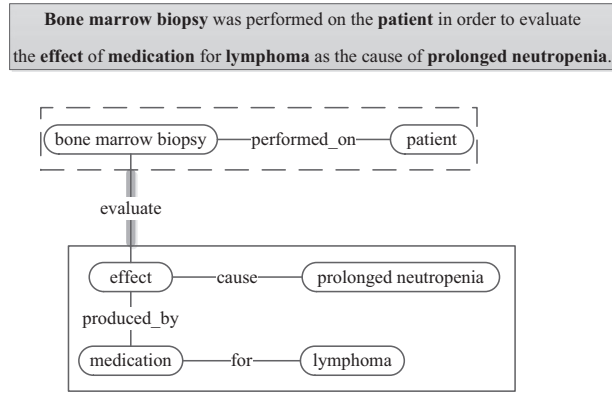 Bone marrow biopsy was performed on the patient in order to evaluate
the effect of medication for lymphoma as the cause of prolonged neutropenia.
bone marrow biopsy performed_on patient
evaluate
effect cause prolonged neutropenia
produced_by
medication for lymphoma